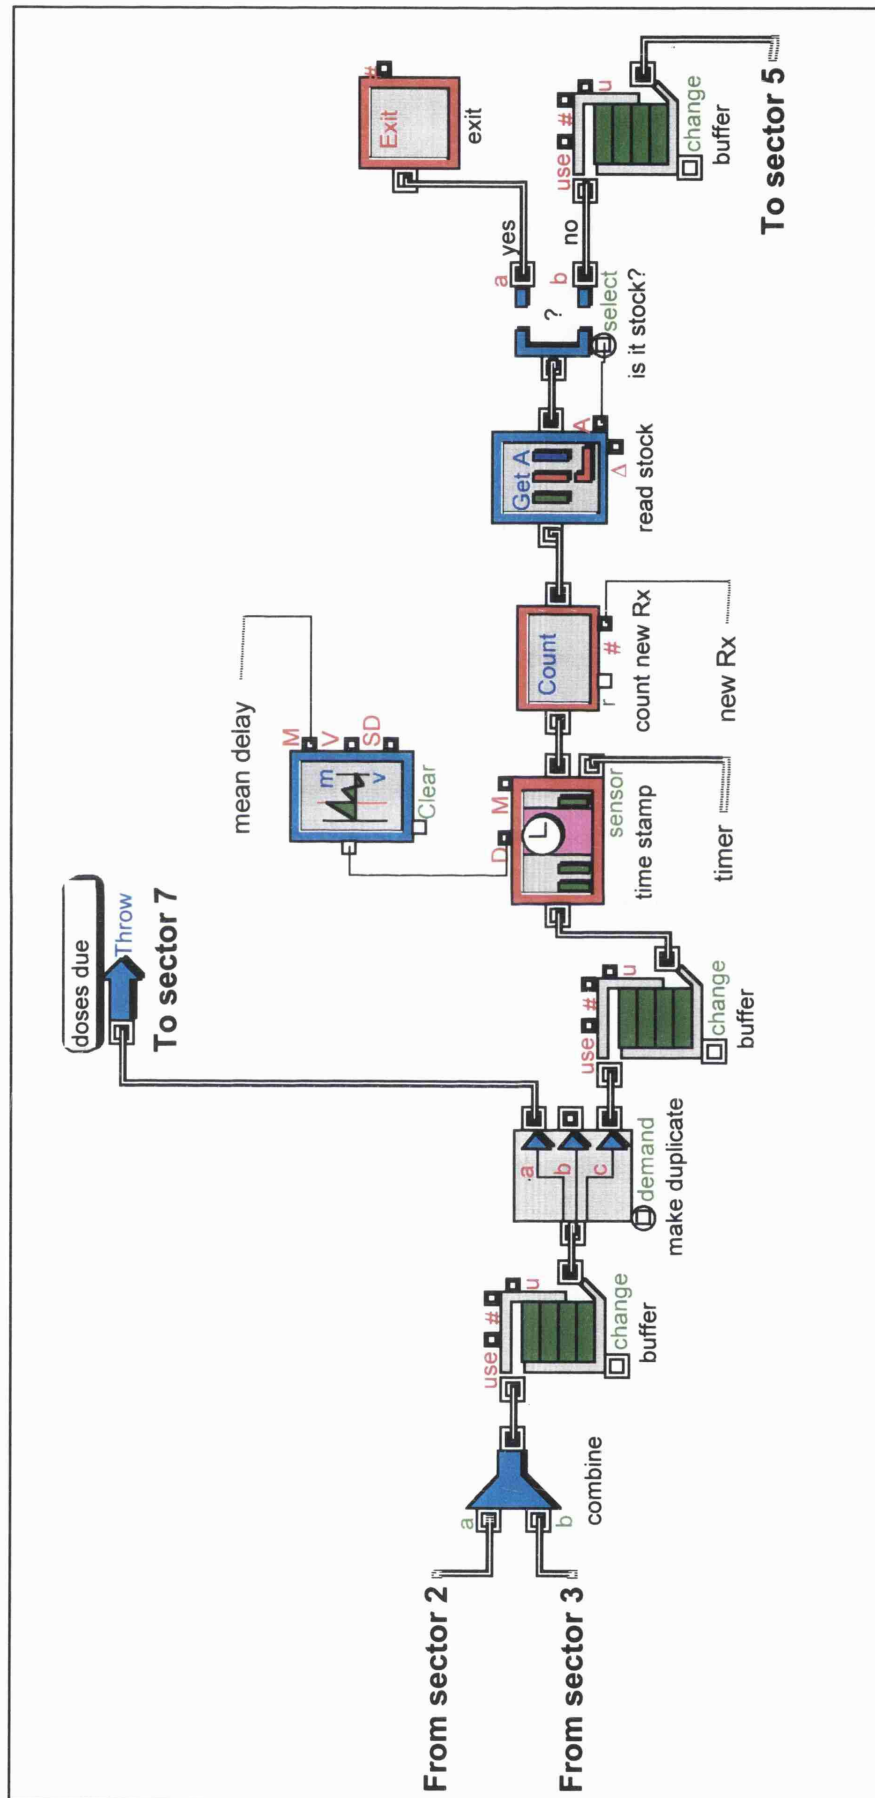 From sector 2
From sector 3
a
b
combine
use
#
u
change
buffer
a
b
c
demand
make duplicate
doses due
Throw
To sector 7
use
#
u
change
buffer
D
M
sensor
time stamp
timer
mean delay
M
V
SD
m
v
Clear
Count
r
#
count new Rx
new Rx
Get A
A
Δ
read stock
?
a
b
yes
no
select
is it stock?
Exit
#
exit
use
#
u
change
buffer
To sector 5